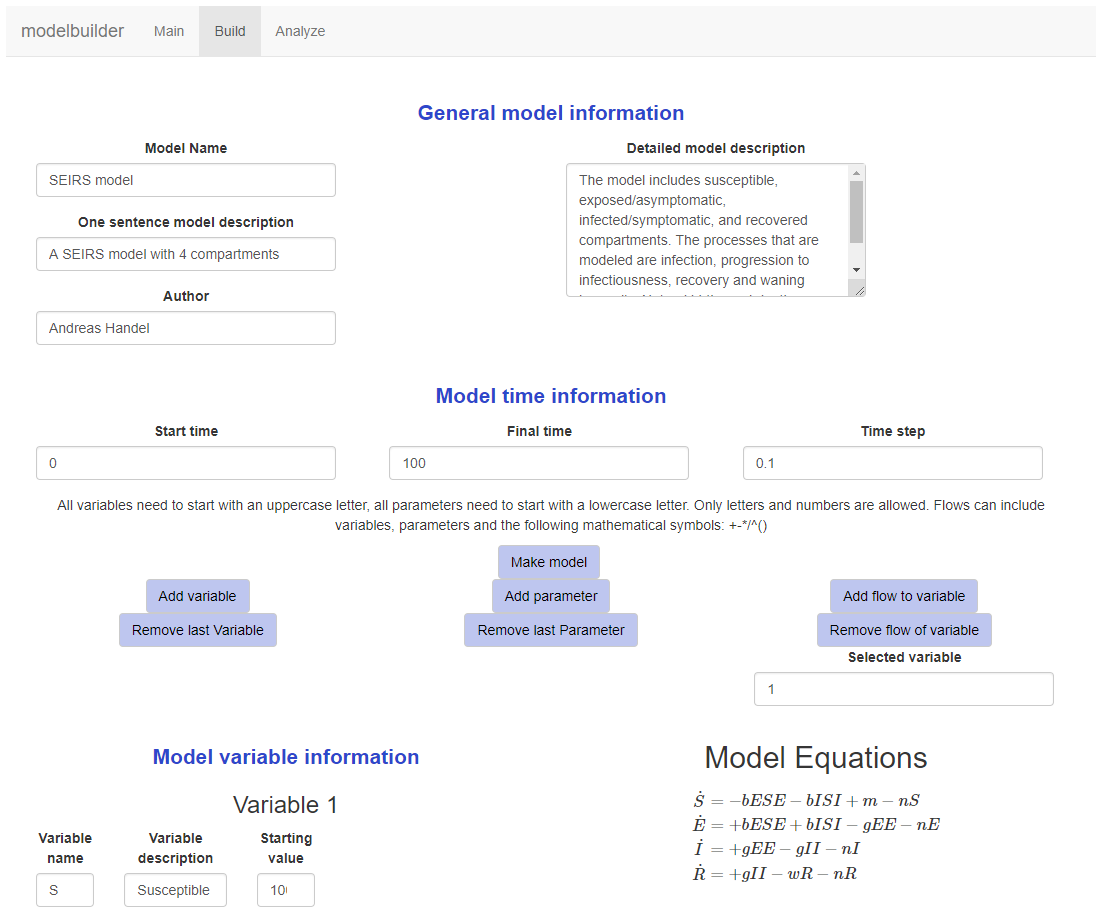 modelbuilder Main Build Analyze
General model information
Model Name
SEIRS model
One sentence model description
A SEIRS model with 4 compartments
Author
Andreas Handel
Detailed model description
The model includes susceptible,
exposed/asymptomatic,
infected/symptomatic, and recovered
compartments. The processes that are
modeled are infection, progression to
infectiousness, recovery and waning
Model time information
Start time Final time Time step
0 100 0.1
All variables need to start with an uppercase letter, all parameters need to start with a lowercase letter. Only letters and numbers are allowed. Flows can include
variables, parameters and the following mathematical symbols: +-*/^()
Make model
Add variable Add parameter Add flow to variable
Remove last Variable Remove last Parameter Remove flow of variable
Selected variable
1
Model variable information
Variable 1
Variable name Variable description Starting value
S Susceptible
Model Equations
Ṡ = −bESE − bISI + m − nS
Ė = +bESE + bISI − gEE − nE
İ = +gEE − gII − nI
Ṙ = +gII − wR − nR